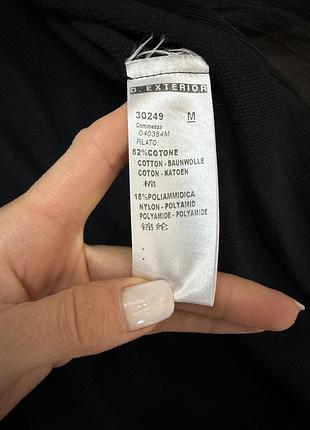 D. EXTERIOR
30249 M
Commessa
040384M
FILATO:
82%COTONE
COTTON - BAUNWOLLE
COTON - KATOEN
棉
18%POLIAMMIDICA
NYLON - POLYAMID
POLYAMIDE - POLYAMIDE
锦纶